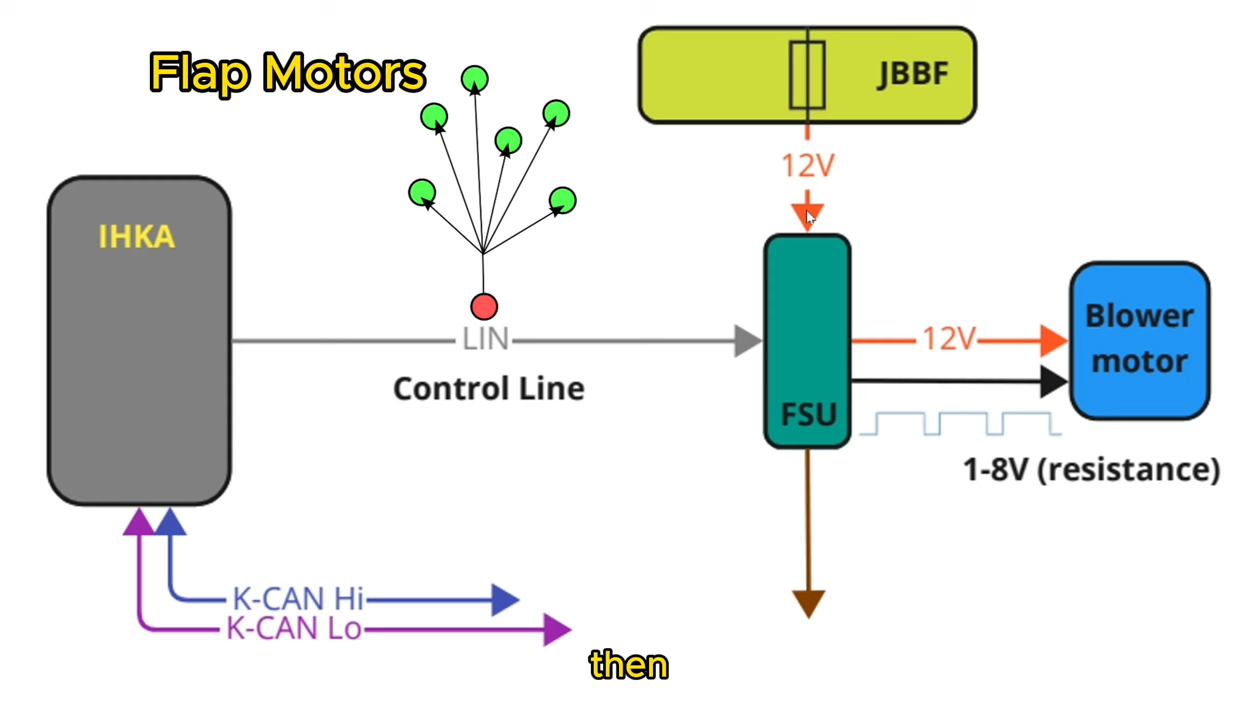 Flap Motors
JBBF
12V
IHKA
LIN
Control Line
12V
Blower
motor
FSU
1-8V (resistance)
K-CAN Hi
K-CAN Lo
then